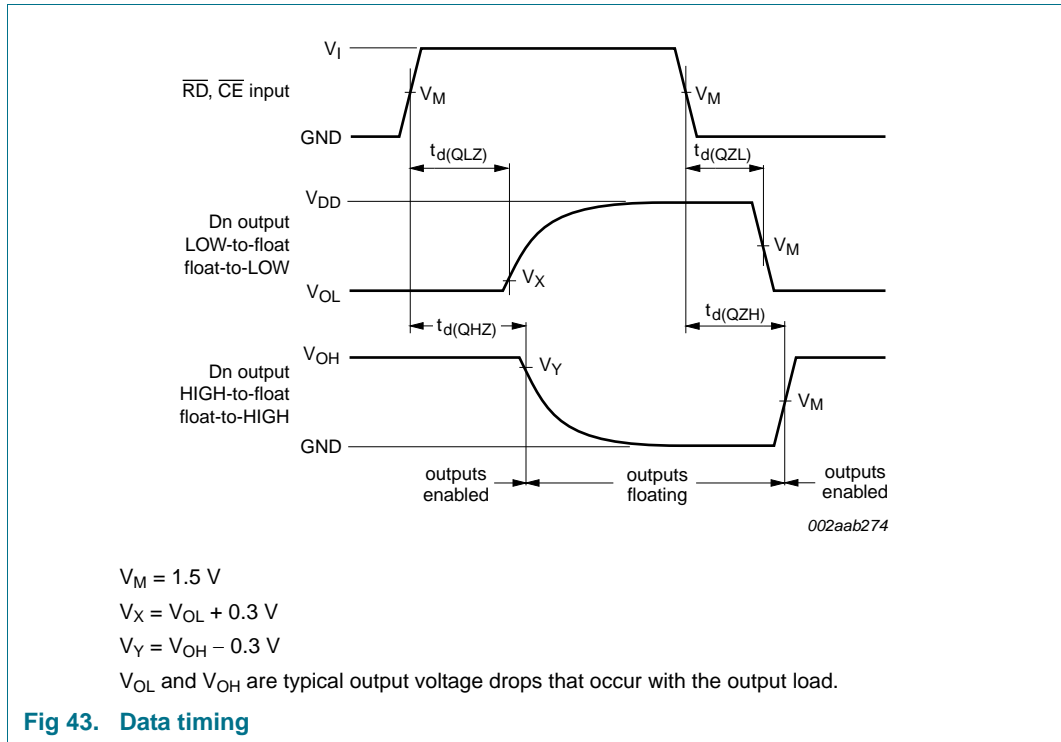 V_I
R̅D̅, C̅E̅ input
V_M
V_M
GND
t_d(QLZ)
t_d(QZL)
V_DD
Dn output
LOW-to-float
float-to-LOW
V_M
V_X
V_OL
t_d(QHZ)
t_d(QZH)
V_OH
Dn output
HIGH-to-float
float-to-HIGH
V_Y
V_M
GND
outputs enabled
outputs floating
outputs enabled
002aab274
V_M = 1.5 V
V_X = V_OL + 0.3 V
V_Y = V_OH − 0.3 V
V_OL and V_OH are typical output voltage drops that occur with the output load.
Fig 43. Data timing